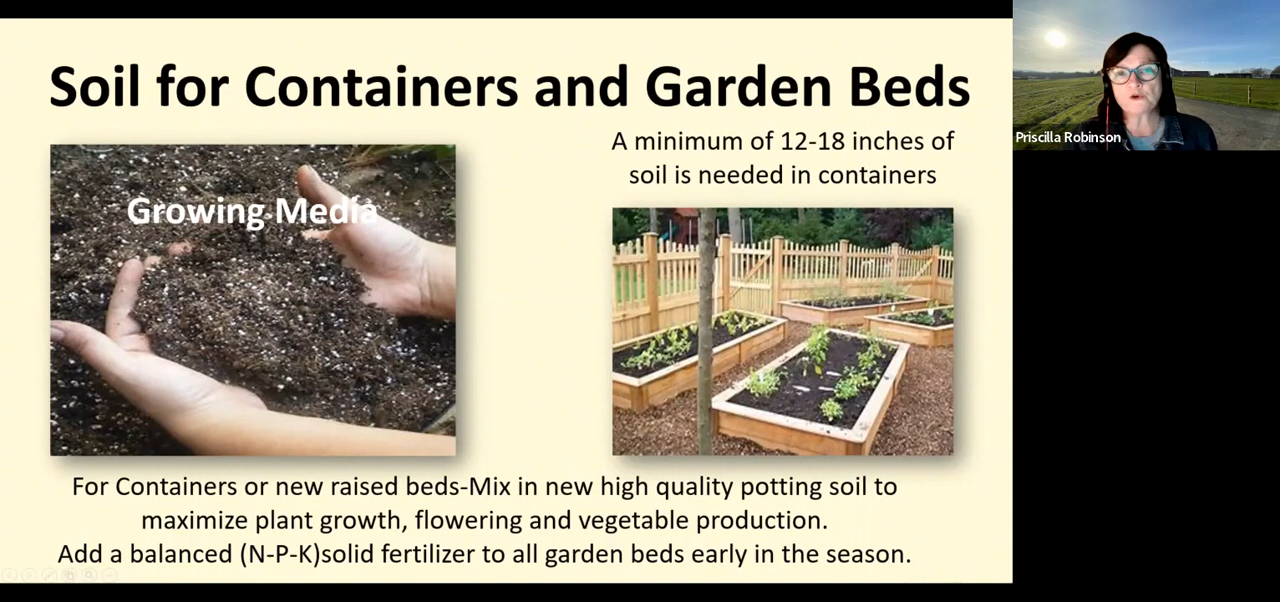 Soil for Containers and Garden Beds
A minimum of 12-18 inches of
soil is needed in containers
Growing Media
For Containers or new raised beds-Mix in new high quality potting soil to
maximize plant growth, flowering and vegetable production.
Add a balanced (N-P-K)solid fertilizer to all garden beds early in the season.
Priscilla Robinson